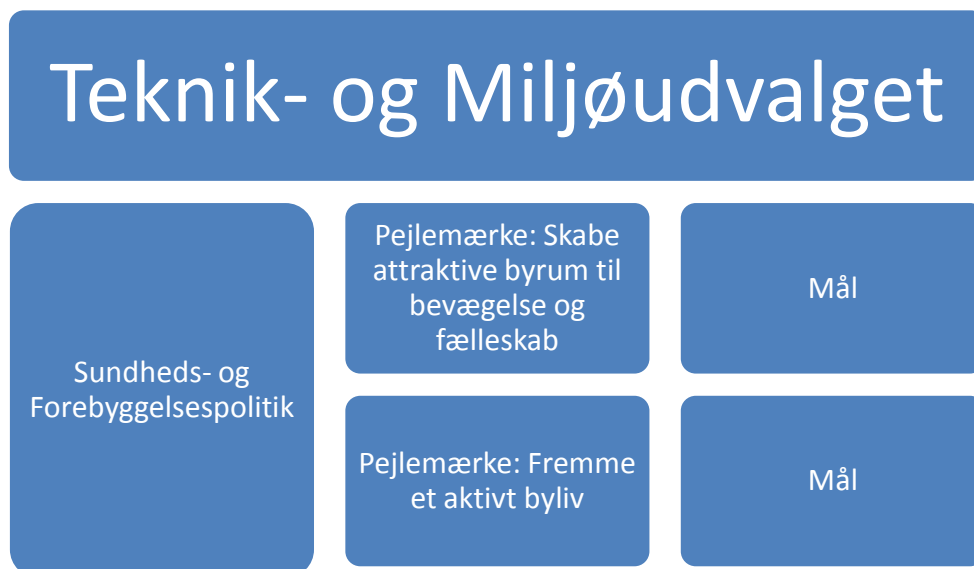 Teknik- og Miljøudvalget
Sundheds- og
Forebyggelsespolitik
Pejlemærke: Skabe
attraktive byrum til
bevægelse og
fælleskab
Mål
Pejlemærke: Fremme
et aktivt byliv
Mål